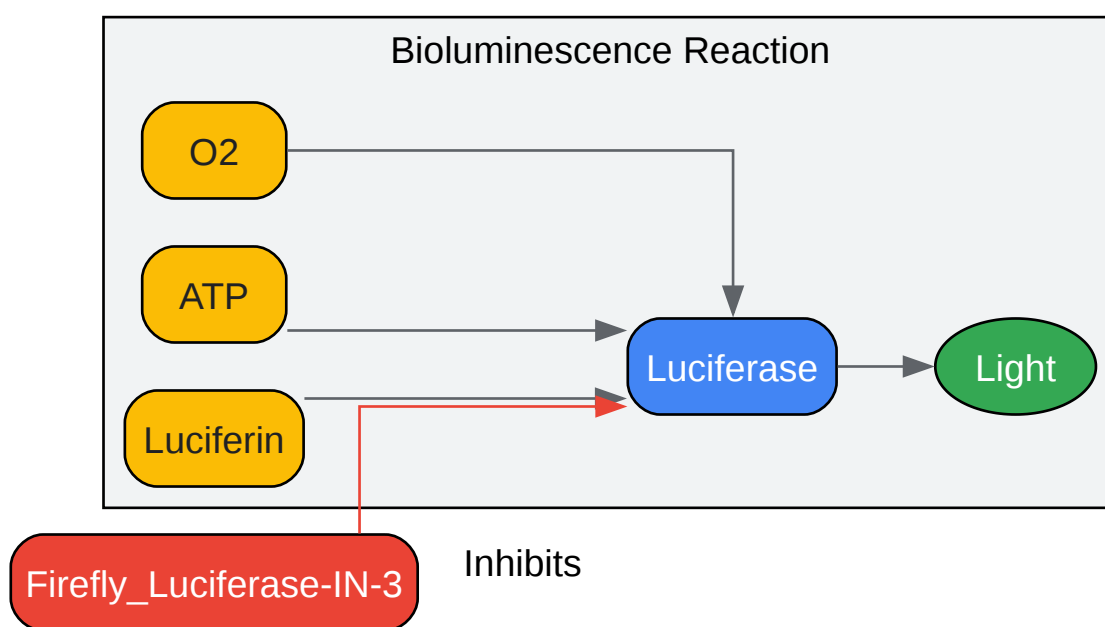 Bioluminescence Reaction
O2
ATP
Luciferase
Light
Luciferin
Inhibits
Firefly_Luciferase-IN-3